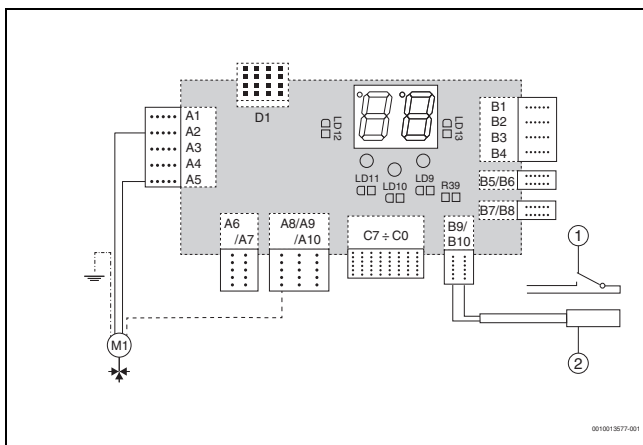 D1
88
LD12
LD13
LD11
LD10
LD9
R39
A1
A2
A3
A4
A5
B1
B2
B3
B4
B5/B6
B7/B8
A6
/A7
A8/A9
/A10
C7 ÷ C0
B9/
B10
1
2
M1
0010013577-001